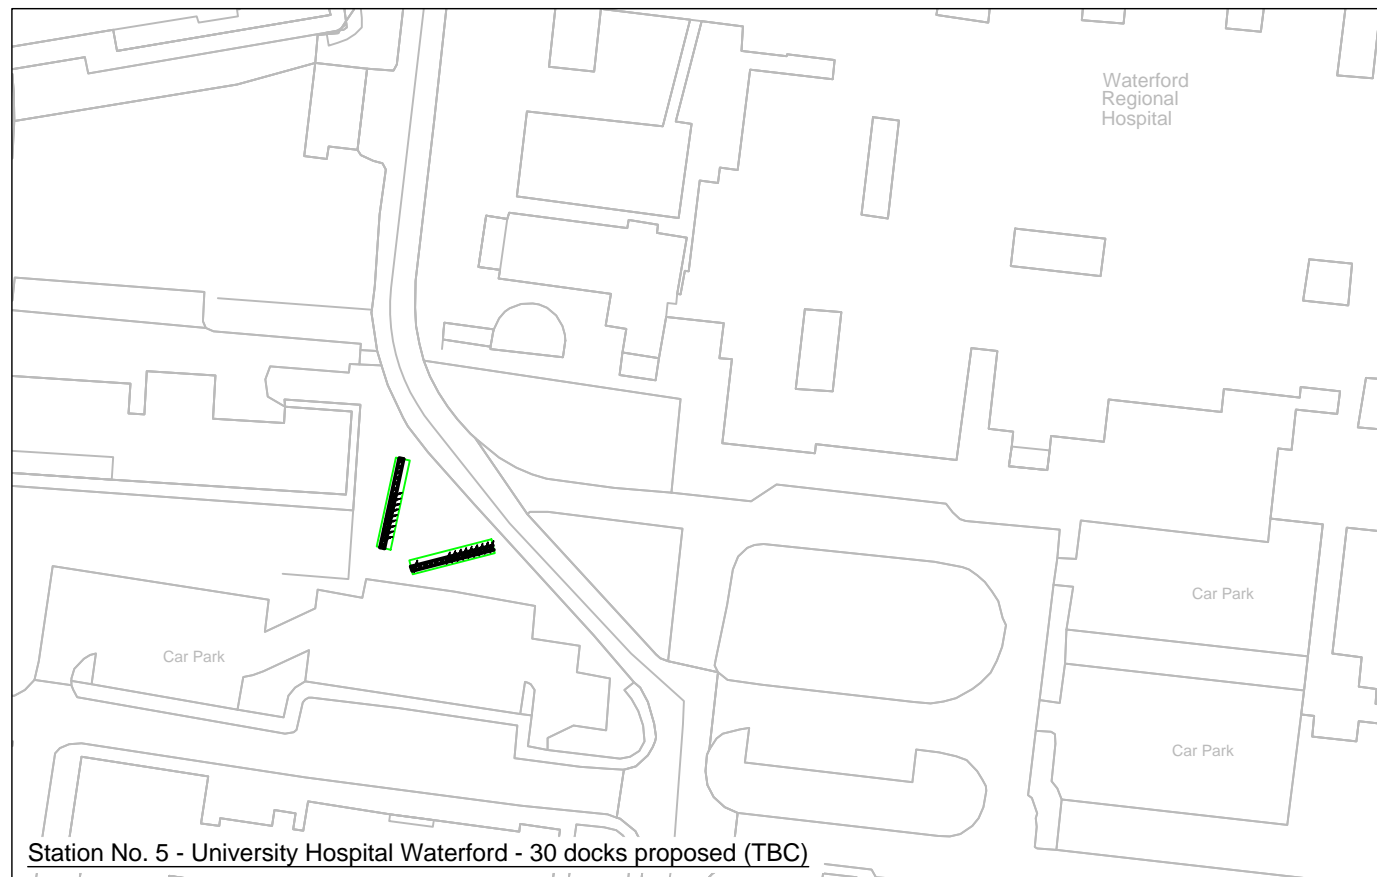 Waterford
Regional
Hospital
Car Park
Car Park
Car Park
Station No. 5 - University Hospital Waterford - 30 docks proposed (TBC)